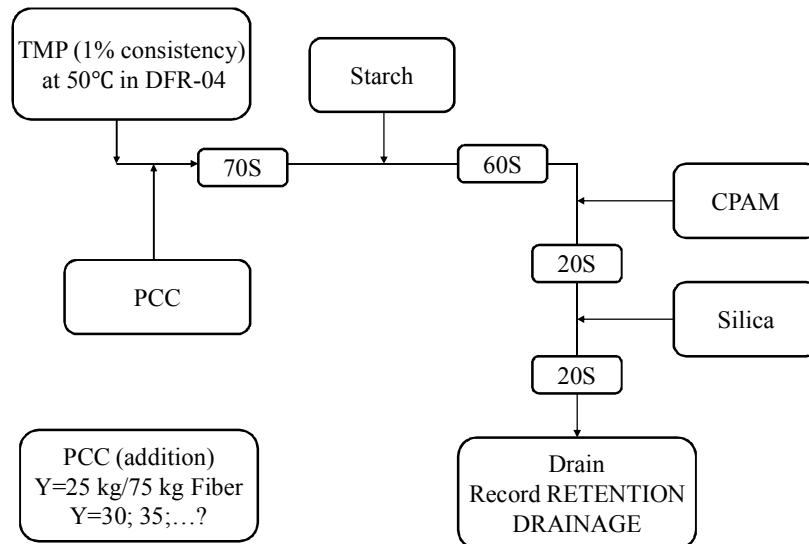 TMP (1% consistency)
at 50℃ in DFR-04
Starch
70S
60S
CPAM
PCC
20S
Silica
20S
PCC (addition)
Y=25 kg/75 kg Fiber
Y=30; 35;…?
Drain
Record RETENTION
DRAINAGE